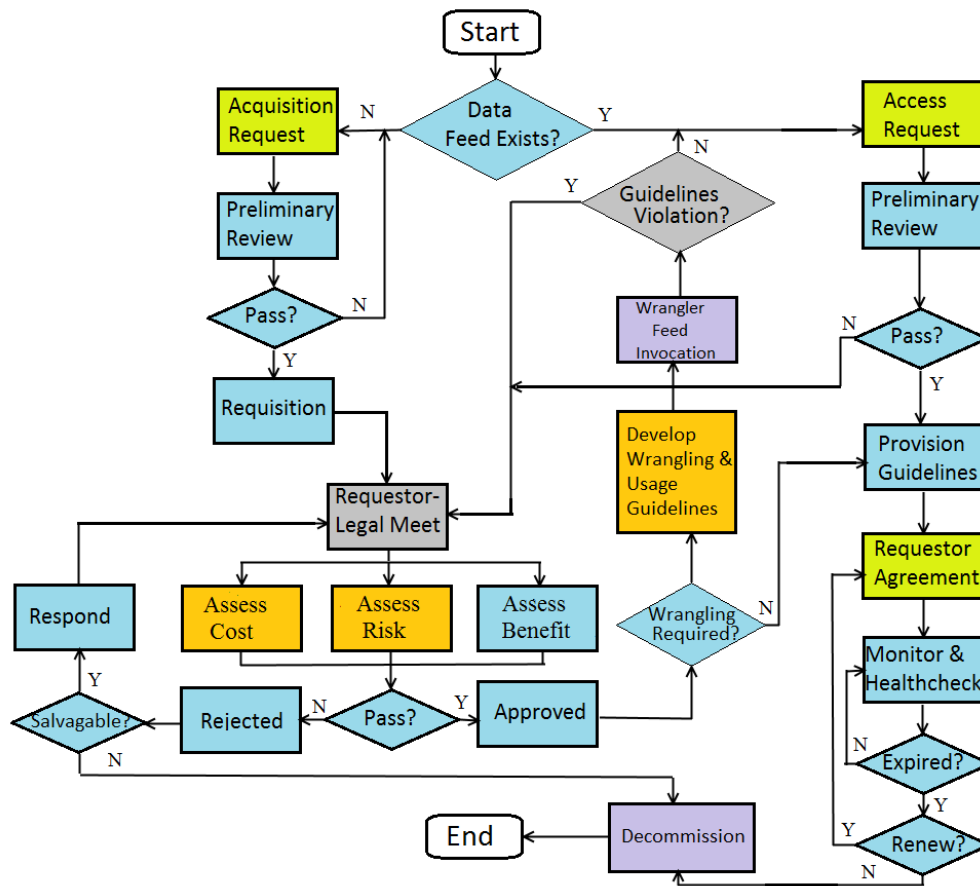 Start
Data
Feed Exists?
N
Y
Acquisition
Request
Access
Request
N
Y
Guidelines
Violation?
Preliminary
Review
Preliminary
Review
Pass?
N
Y
Wrangler
Feed
Invocation
N
Pass?
Y
Requisition
Develop
Wrangling &
Usage
Guidelines
Provision
Guidelines
Requestor-
Legal Meet
Requestor
Agreement
Respond
Assess
Cost
Assess
Risk
Assess
Benefit
Wrangling
Required?
N
Monitor &
Healthcheck
Y
Salvagable?
Rejected
N
Pass?
Y
Approved
N
N
Expired?
Y
End
Decommission
Y
Renew?
N